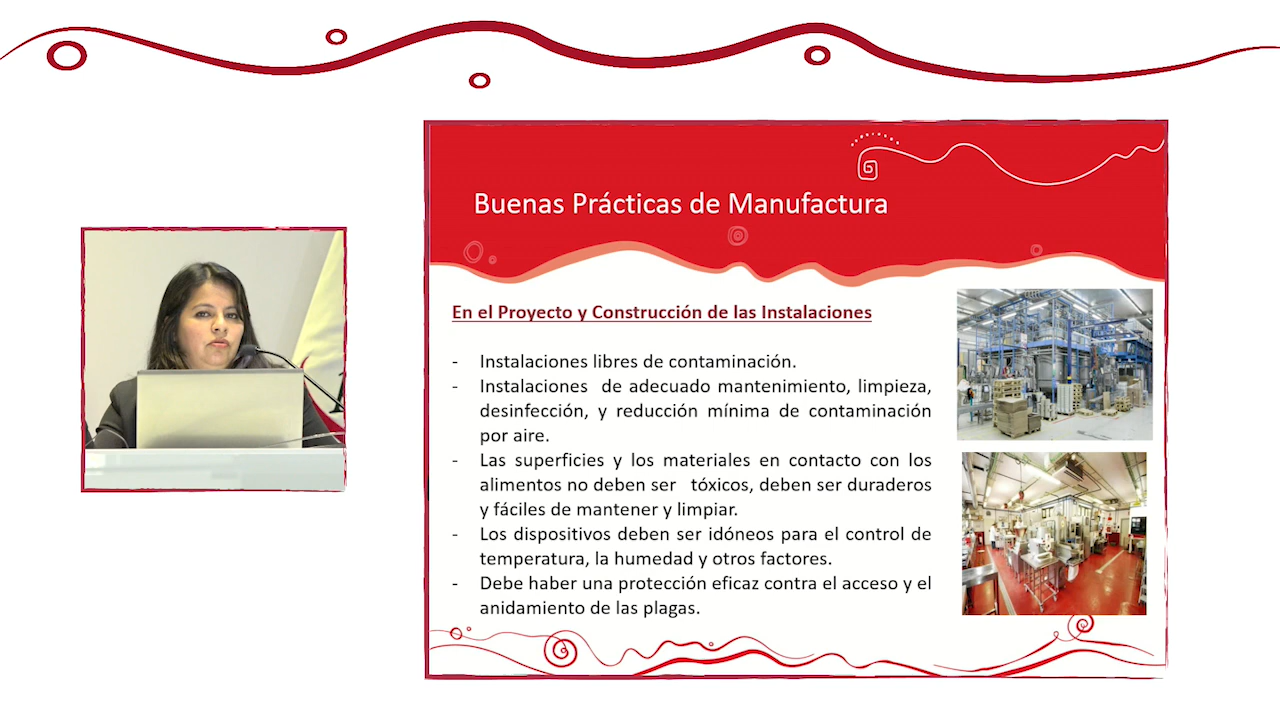 Buenas Prácticas de Manufactura
En el Proyecto y Construcción de las Instalaciones
- Instalaciones libres de contaminación.
- Instalaciones de adecuado mantenimiento, limpieza,
desinfección, y reducción mínima de contaminación
por aire.
- Las superficies y los materiales en contacto con los
alimentos no deben ser tóxicos, deben ser duraderos
y fáciles de mantener y limpiar.
- Los dispositivos deben ser idóneos para el control de
temperatura, la humedad y otros factores.
- Debe haber una protección eficaz contra el acceso y el
anidamiento de las plagas.